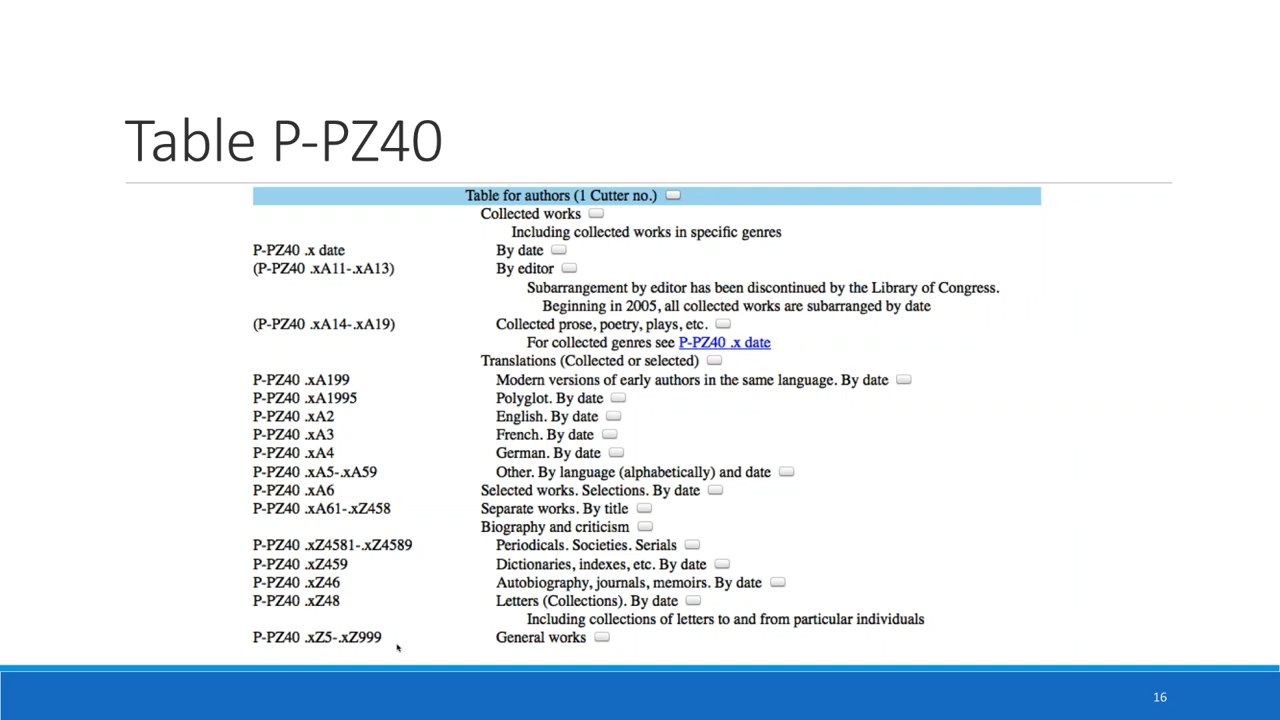 Table P-PZ40
Table for authors (1 Cutter no.)
Collected works
Including collected works in specific genres
P-PZ40 .x date By date
(P-PZ40 .xA11-.xA13) By editor
Subarrangement by editor has been discontinued by the Library of Congress.
Beginning in 2005, all collected works are subarranged by date
(P-PZ40 .xA14-.xA19) Collected prose, poetry, plays, etc.
For collected genres see P-PZ40 .x date
Translations (Collected or selected)
P-PZ40 .xA199 Modern versions of early authors in the same language. By date
P-PZ40 .xA1995 Polyglot. By date
P-PZ40 .xA2 English. By date
P-PZ40 .xA3 French. By date
P-PZ40 .xA4 German. By date
P-PZ40 .xA5-.xA59 Other. By language (alphabetically) and date
P-PZ40 .xA6 Selected works. Selections. By date
P-PZ40 .xA61-.xZ458 Separate works. By title
Biography and criticism
P-PZ40 .xZ4581-.xZ4589 Periodicals. Societies. Serials
P-PZ40 .xZ459 Dictionaries, indexes, etc. By date
P-PZ40 .xZ46 Autobiography, journals, memoirs. By date
P-PZ40 .xZ48 Letters (Collections). By date
Including collections of letters to and from particular individuals
P-PZ40 .xZ5-.xZ999 General works
16